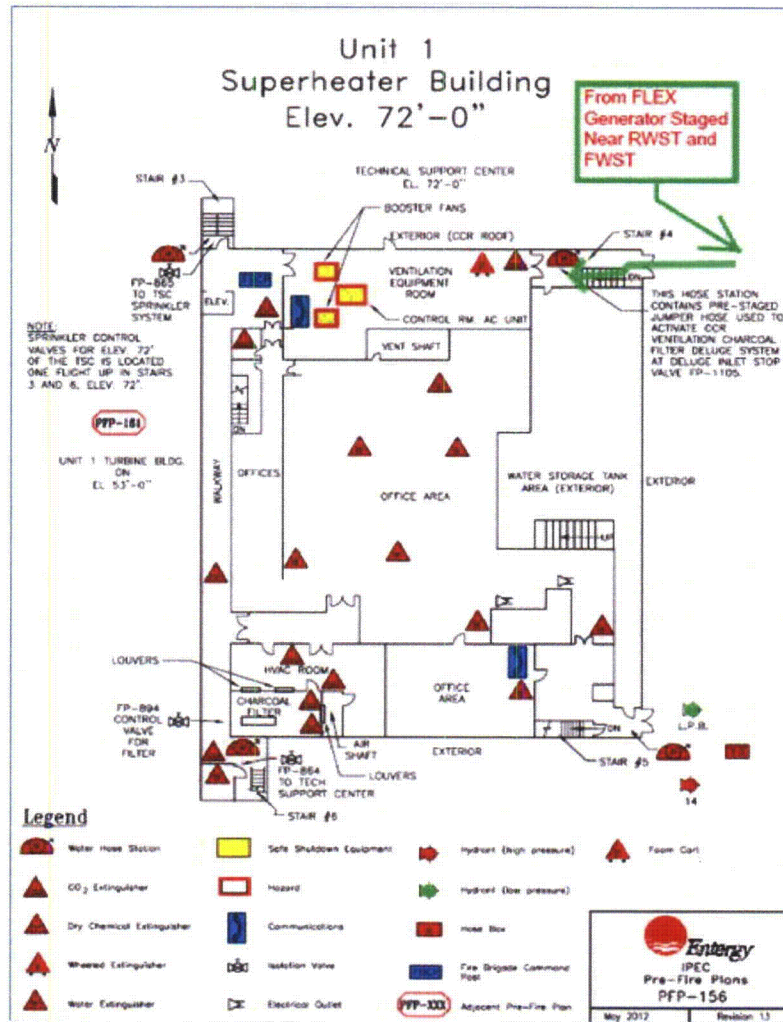 Unit 1
Superheater Building
Elev. 72'-0"
From FLEX
Generator Staged
Near RWST and
FWST
N
STAIR #3
TECHNICAL SUPPORT CENTER
EL. 72'-0"
BOOSTER FANS
EXTERIOR (CCR ROOF)
STAIR #4
FP-865
TO TSC
SPRINKLER
SYSTEM
ELEV.
VENTILATION
EQUIPMENT
ROOM
CONTROL RM. AC UNIT
VENT SHAFT
DN
THIS HOSE STATION
CONTAINS PRE-STAGED
JUMPER HOSE USED TO
ACTIVATE CCR
VENTILATION CHARCOAL
FILTER DELUGE SYSTEM
AT DELUGE INLET STOP
VALVE FP-1105.
NOTE:
SPRINKLER CONTROL
VALVES FOR ELEV. 72'
OF THE TSC IS LOCATED
ONE FLIGHT UP IN STAIRS
3 AND 6, ELEV. 72'.
PFP-161
UNIT 1 TURBINE BLDG.
ON
EL 53'-0"
WALKWAY
DN
OFFICES
OFFICE AREA
WATER STORAGE TANK
AREA (EXTERIOR)
EXTERIOR
UP
LOUVERS
HVAC ROOM
CHARCOAL
FILTER
FP-894
CONTROL
VALVE
FOR
FILTER
OFFICE
AREA
AIR
SHAFT
LOUVERS
EXTERIOR
DN
STAIR #5
L.P.B.
14
FP-864
TO TECH
SUPPORT CENTER
STAIR #6
Legend
Water Hose Station
Safe Shutdown Equipment
Hydrant (high pressure)
Foam Cart
CO2 Extinguisher
Hazard
Hydrant (low pressure)
Dry Chemical Extinguisher
Communications
Hose Box
Wheeled Extinguisher
Isolation Valve
Fire Brigade Command
Post
Water Extinguisher
Electrical Outlet
PFP-XXX
Adjacent Pre-Fire Plan
Entergy
IPEC
Pre-Fire Plans
PFP-156
May 2012
Revision 13